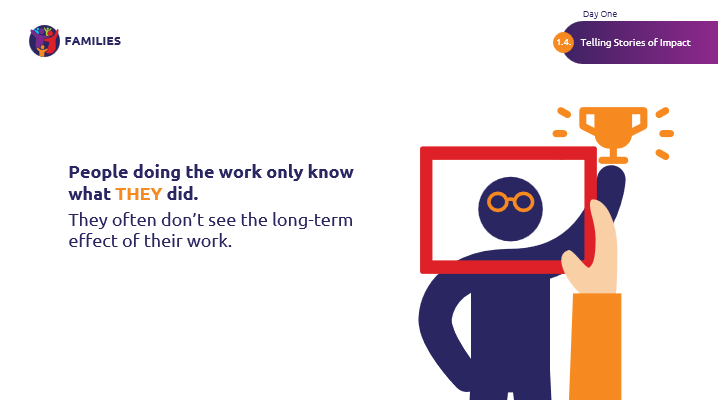 Day One
FAMILIES
1.4. Telling Stories of Impact
People doing the work only know
what THEY did.
They often don’t see the long-term
effect of their work.